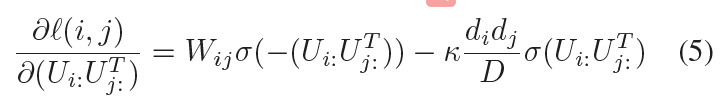 ∂ℓ(i, j) / ∂(U_{i:}U_{j:}^T) = W_{ij}σ(−(U_{i:}U_{j:}^T)) − κ (d_i d_j / D) σ(U_{i:}U_{j:}^T) (5)